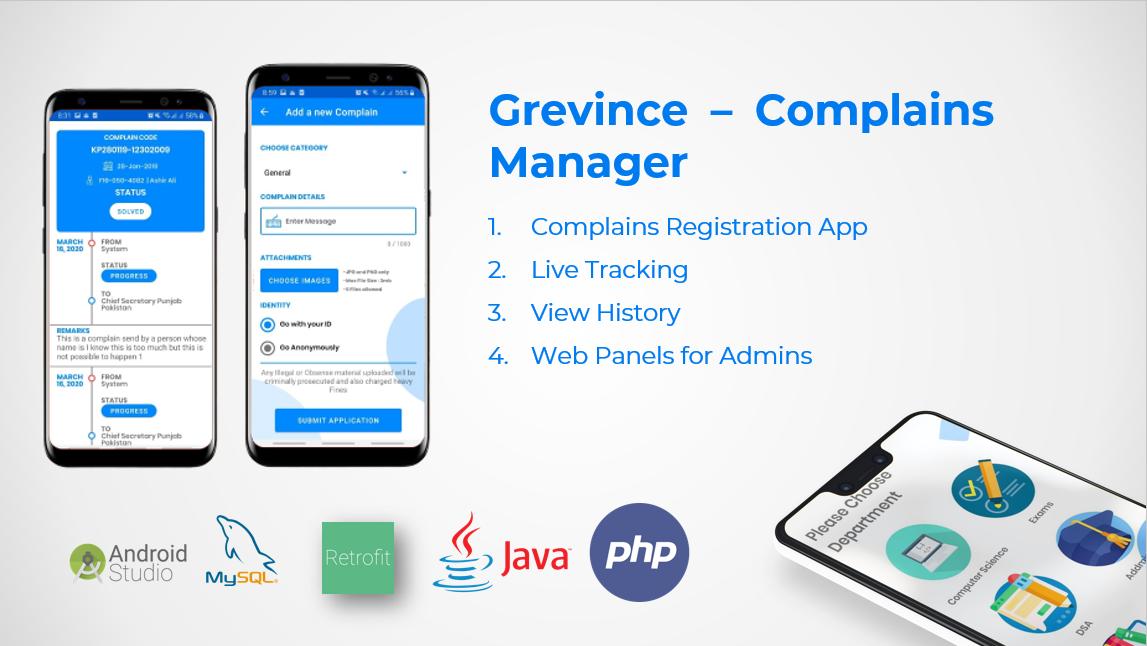 8:31
56%
COMPLAIN CODE
KP280119-12302009
28-Jan-2019
F16-050-4082 | Ashir Ali
STATUS
SOLVED
MARCH 16, 2020
FROM
System
STATUS
PROGRESS
TO
Chief Secretary Punjab
Pakistan
REMARKS
This is a complain send by a person whose
name is I know this is too much but this is
not possible to happen 1
MARCH 16, 2020
FROM
System
STATUS
PROGRESS
TO
Chief Secretary Punjab
Pakistan
8:59
56%
Add a new Complain
CHOOSE CATEGORY
General
COMPLAIN DETAILS
Enter Message
0 / 1000
ATTACHMENTS
CHOOSE IMAGES
-JPG and PNG only
-Max File Size : 2mb
-5 Files allowed
IDENTITY
Go with your ID
Go Anonymously
Any Illegal or Obsense material uploaded will be
criminally prosecuted and also charged heavy
Fines
SUBMIT APPLICATION
Grevince – Complains
Manager
1. Complains Registration App
2. Live Tracking
3. View History
4. Web Panels for Admins
Android
Studio
MySQL
Retrofit
Java
php
Please Choose
Department
Exams
Computer Science
DSA